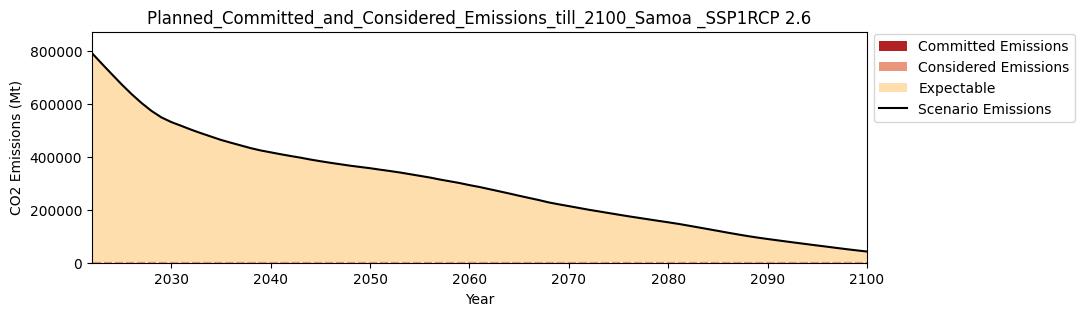 Planned_Committed_and_Considered_Emissions_till_2100_Samoa _SSP1RCP 2.6
CO2 Emissions (Mt)
800000
600000
400000
200000
0
2030 2040 2050 2060 2070 2080 2090 2100
Year
Committed Emissions
Considered Emissions
Expectable
Scenario Emissions